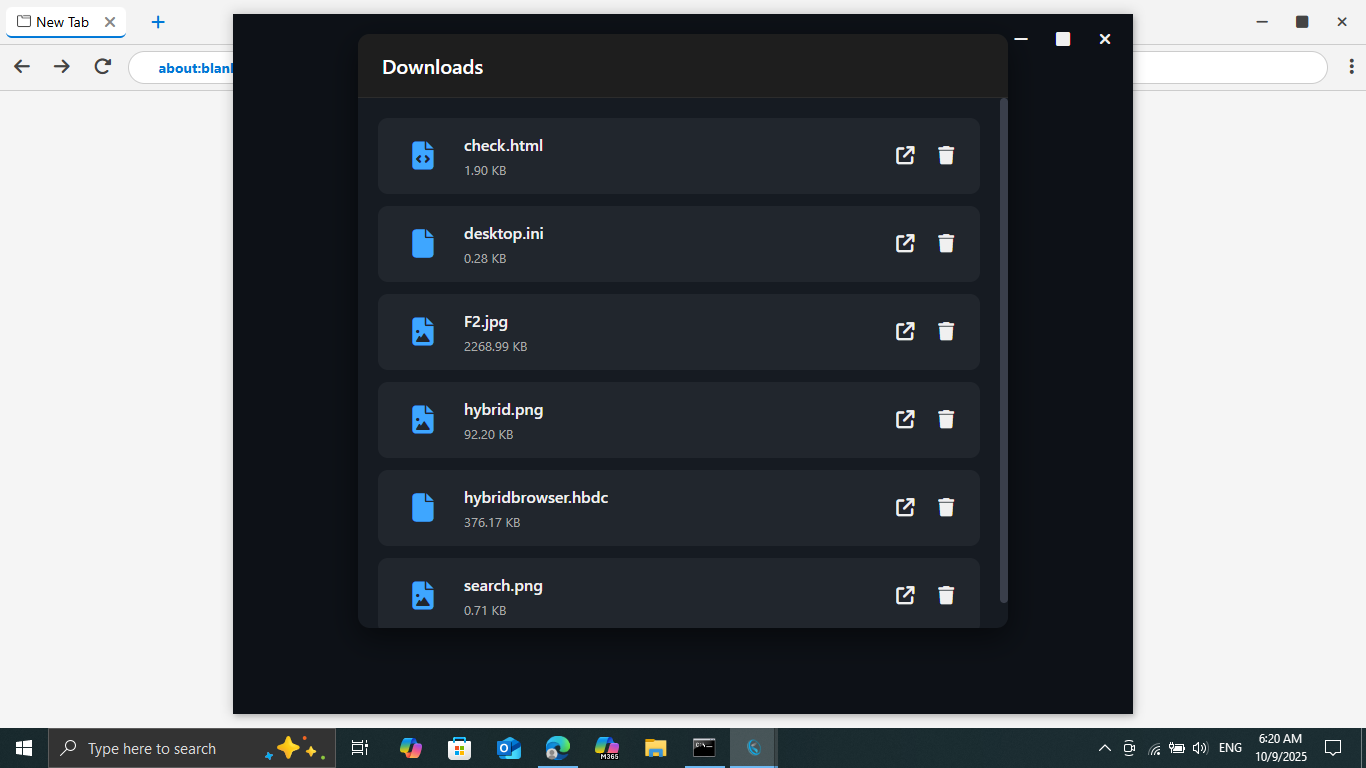 New Tab
about:blank
Downloads
check.html
1.90 KB
desktop.ini
0.28 KB
F2.jpg
2268.99 KB
hybrid.png
92.20 KB
hybridbrowser.hbdc
376.17 KB
search.png
0.71 KB
Type here to search
M365
ENG
6:20 AM
10/9/2025